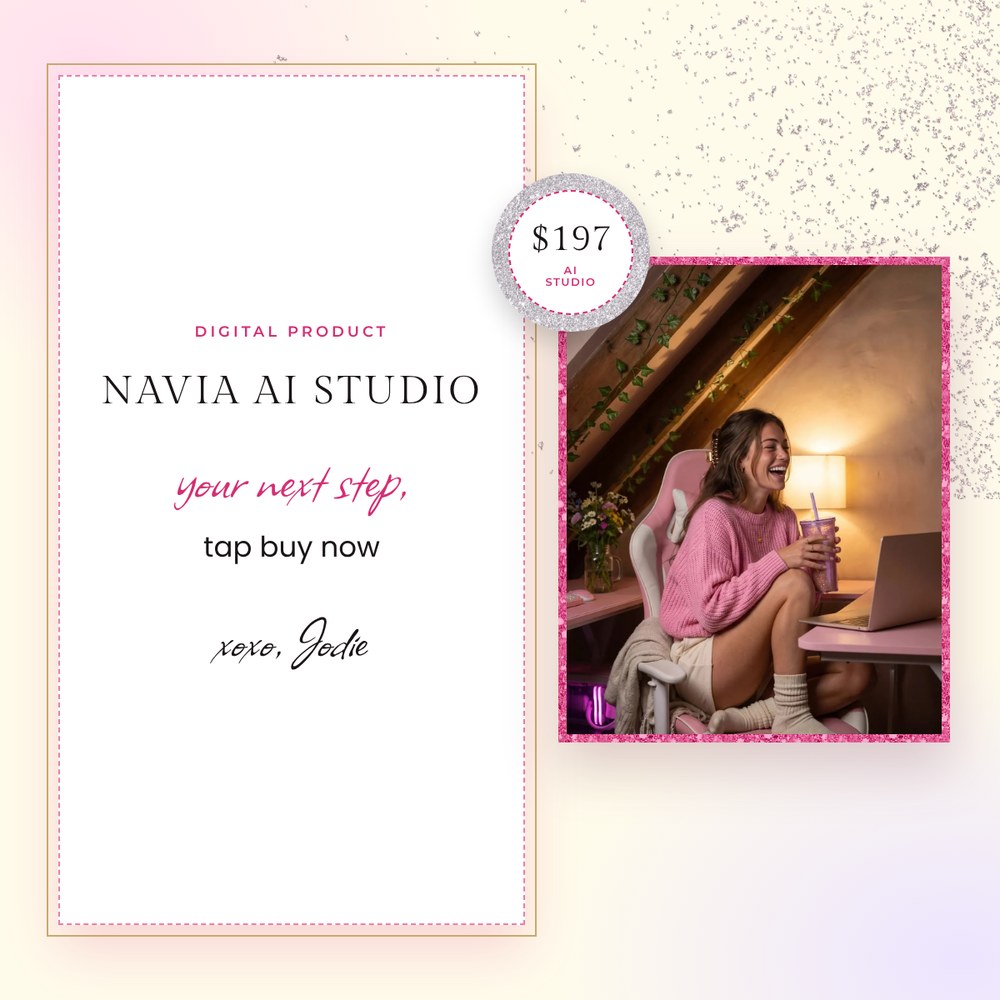 $197
AI
STUDIO
DIGITAL PRODUCT
NAVIA AI STUDIO
your next step,
tap buy now
xoxo, Jodie